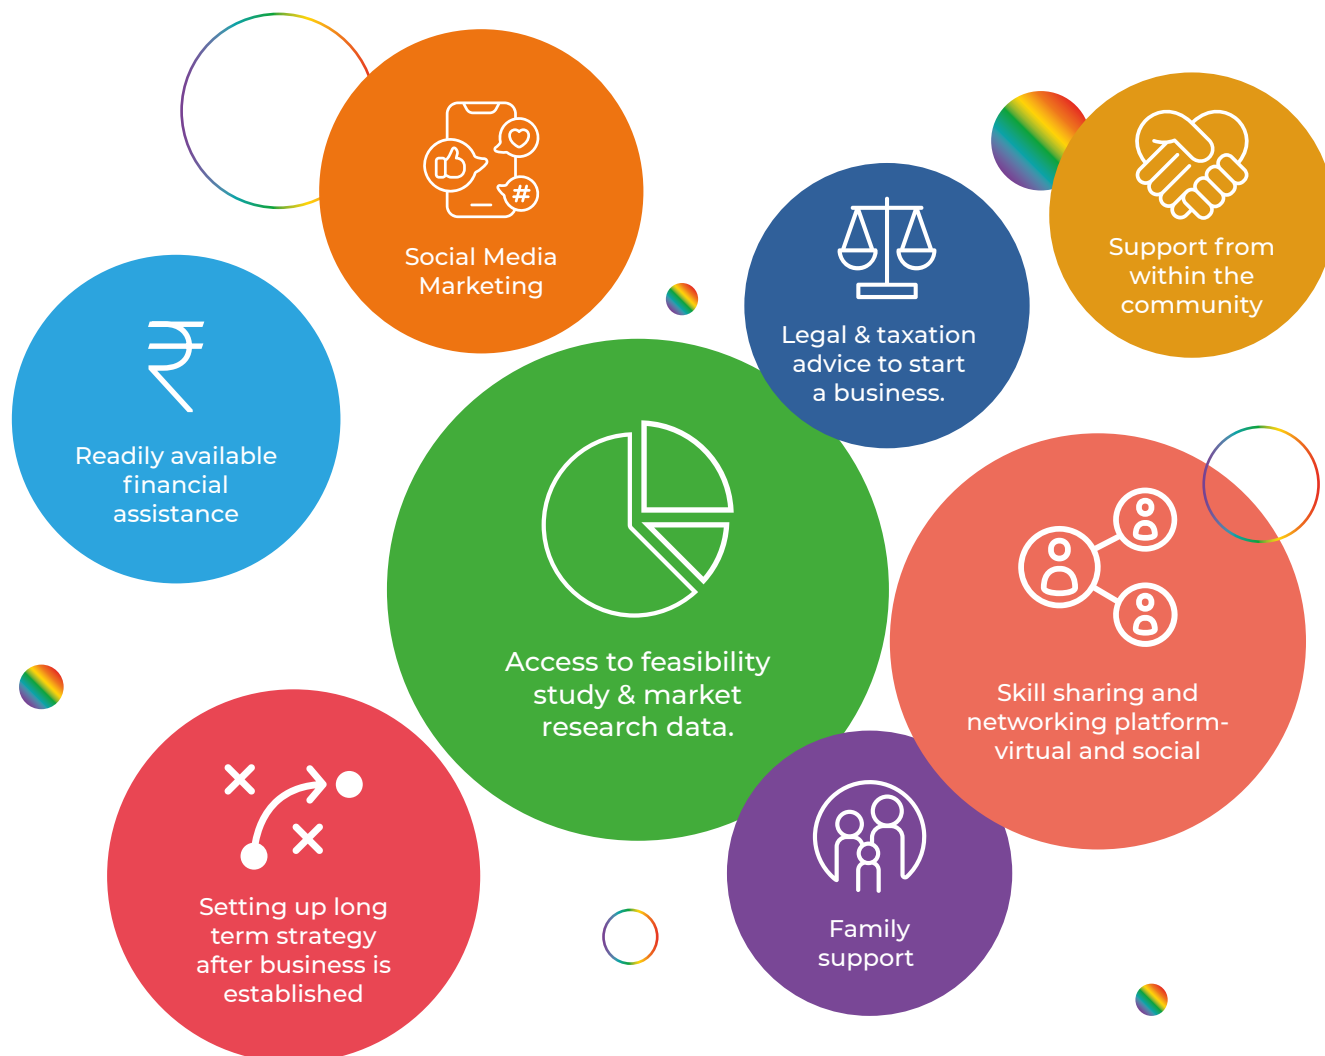 Social Media
Marketing
#
Support from
within the
community
Legal & taxation
advice to start
a business.
₹
Readily available
financial
assistance
Access to feasibility
study & market
research data.
Skill sharing and
networking platform-
virtual and social
Setting up long
term strategy
after business is
established
Family
support